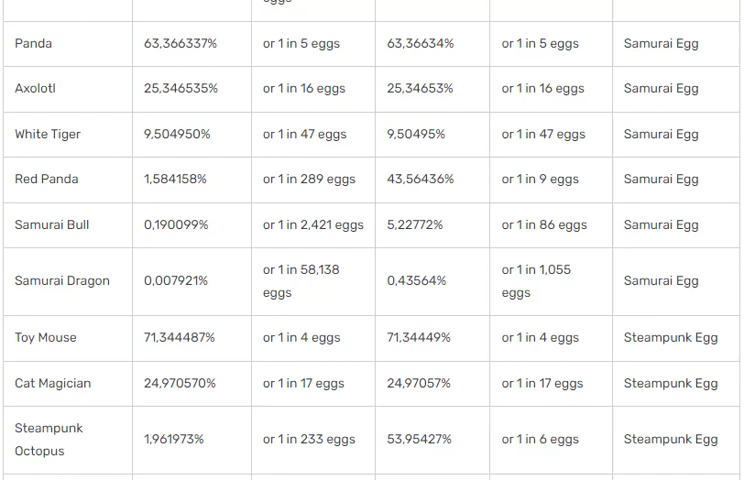 eggs
Panda 63,366337% or 1 in 5 eggs 63,36634% or 1 in 5 eggs Samurai Egg
Axolotl 25,346535% or 1 in 16 eggs 25,34653% or 1 in 16 eggs Samurai Egg
White Tiger 9,504950% or 1 in 47 eggs 9,50495% or 1 in 47 eggs Samurai Egg
Red Panda 1,584158% or 1 in 289 eggs 43,56436% or 1 in 9 eggs Samurai Egg
Samurai Bull 0,190099% or 1 in 2,421 eggs 5,22772% or 1 in 86 eggs Samurai Egg
Samurai Dragon 0,007921% or 1 in 58,138 eggs 0,43564% or 1 in 1,055 eggs Samurai Egg
Toy Mouse 71,344487% or 1 in 4 eggs 71,34449% or 1 in 4 eggs Steampunk Egg
Cat Magician 24,970570% or 1 in 17 eggs 24,97057% or 1 in 17 eggs Steampunk Egg
Steampunk Octopus 1,961973% or 1 in 233 eggs 53,95427% or 1 in 6 eggs Steampunk Egg